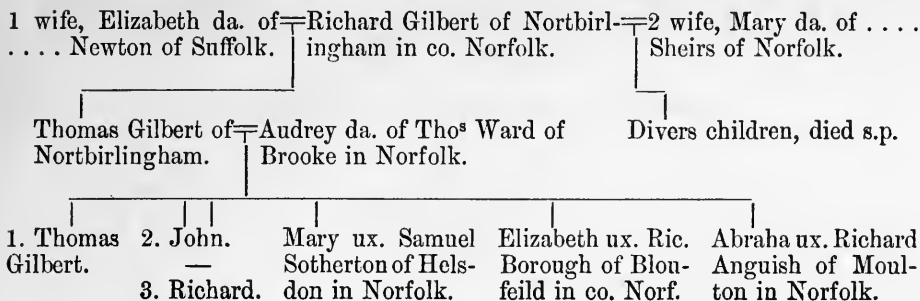 1 wife, Elizabeth da. of╤Richard Gilbert of Nortbirl-╤2 wife, Mary da. of . . . .
. . . . Newton of Suffolk. ingham in co. Norfolk. Sheirs of Norfolk.
Thomas Gilbert of╤Audrey da. of Thoˢ Ward of Divers children, died s.p.
Nortbirlingham. Brooke in Norfolk.
1. Thomas 2. John. Mary ux. Samuel Elizabeth ux. Ric. Abraha ux. Richard
Gilbert. — Sotherton of Hels- Borough of Blou- Anguish of Moul-
3. Richard. don in Norfolk. feild in co. Norf. ton in Norfolk.